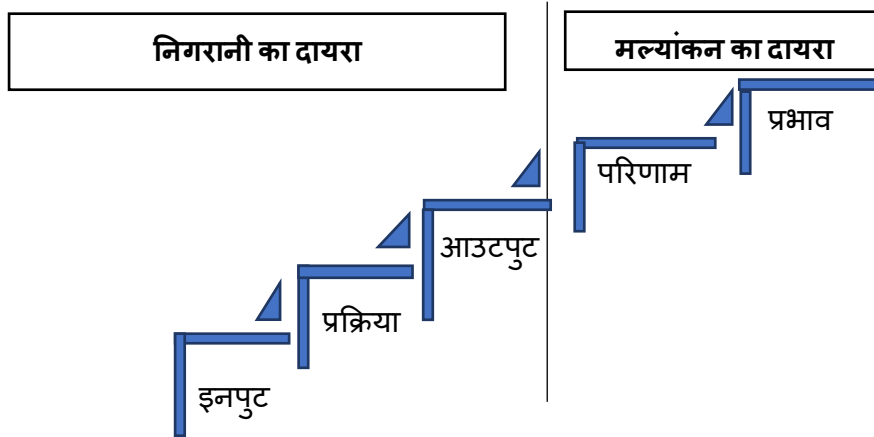 निगरानी का दायरा
मल्यांकन का दायरा
प्रभाव
परिणाम
आउटपुट
प्रक्रिया
इनपुट